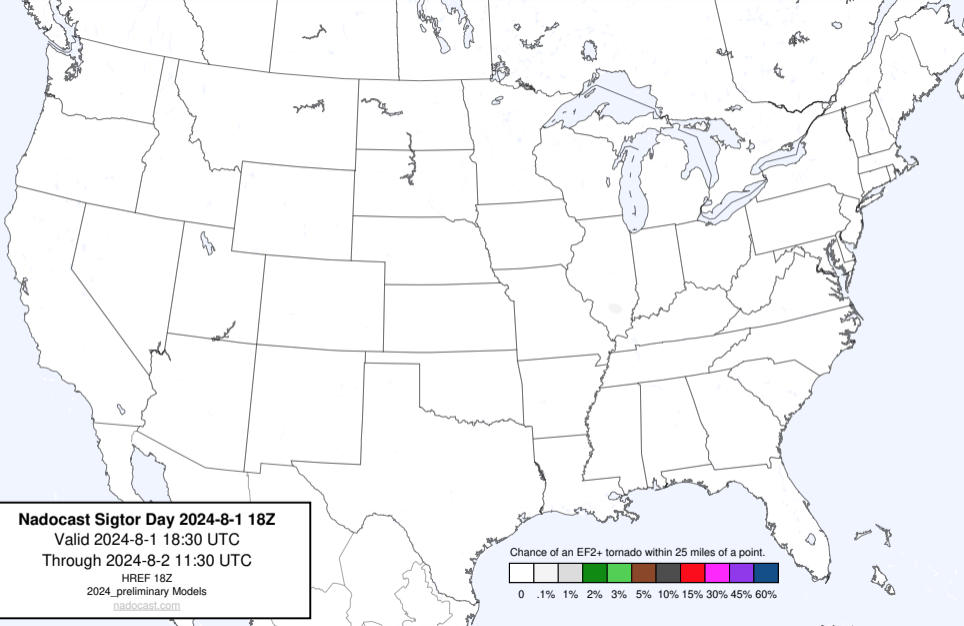 Nadocast Sigtor Day 2024-8-1 18Z
Valid 2024-8-1 18:30 UTC
Through 2024-8-2 11:30 UTC
HREF 18Z
2024_preliminary Models
nadocast.com
Chance of an EF2+ tornado within 25 miles of a point.
0 .1% 1% 2% 3% 5% 10% 15% 30% 45% 60%